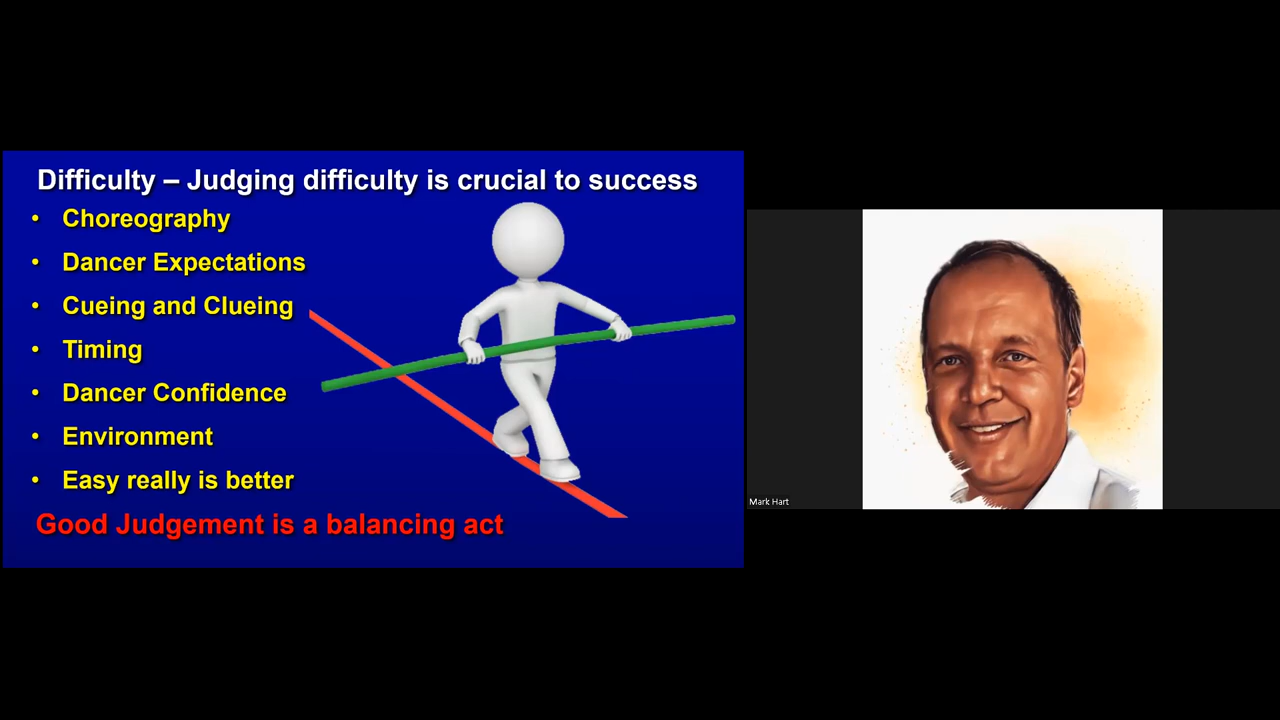 Difficulty – Judging difficulty is crucial to success
• Choreography
• Dancer Expectations
• Cueing and Clueing
• Timing
• Dancer Confidence
• Environment
• Easy really is better
Good Judgement is a balancing act
Mark Hart